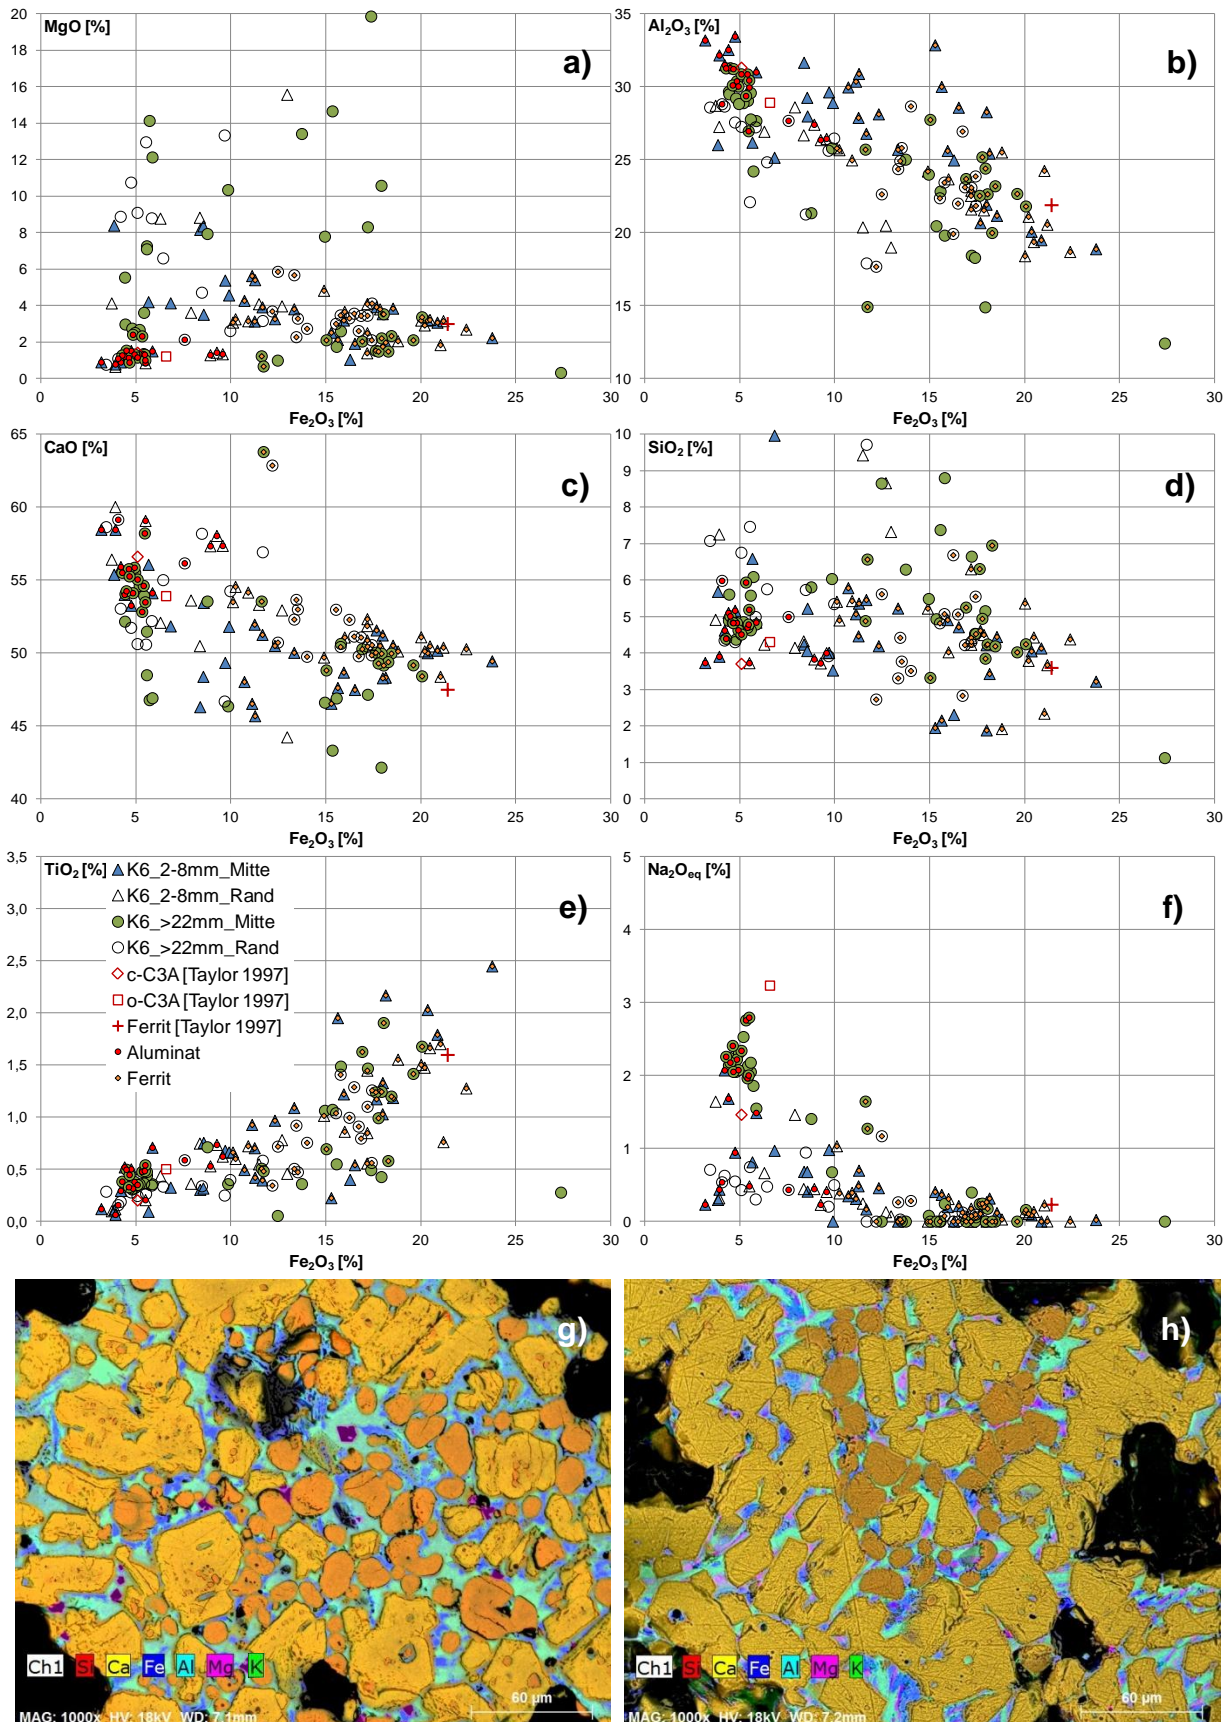 MgO [%]
a)
20
18
16
14
12
10
8
6
4
2
0
0 5 10 15 20 25 30
Fe₂O₃ [%]
Al₂O₃ [%]
b)
35
30
25
20
15
10
0 5 10 15 20 25 30
Fe₂O₃ [%]
CaO [%]
c)
65
60
55
50
45
40
0 5 10 15 20 25 30
Fe₂O₃ [%]
SiO₂ [%]
d)
10
9
8
7
6
5
4
3
2
1
0
0 5 10 15 20 25 30
Fe₂O₃ [%]
TiO₂ [%]
e)
3,5
3,0
2,5
2,0
1,5
1,0
0,5
0,0
K6_2-8mm_Mitte
K6_2-8mm_Rand
K6_>22mm_Mitte
K6_>22mm_Rand
c-C3A [Taylor 1997]
o-C3A [Taylor 1997]
Ferrit [Taylor 1997]
Aluminat
Ferrit
0 5 10 15 20 25 30
Fe₂O₃ [%]
Na₂Oeq [%]
f)
5
4
3
2
1
0
0 5 10 15 20 25 30
Fe₂O₃ [%]
g)
Ch1 Si Ca Fe Al Mg K
60 µm
MAG: 1000x HV: 18kV WD: 7.1mm
h)
Ch1 Si Ca Fe Al Mg K
60 µm
MAG: 1000x HV: 18kV WD: 7.2mm